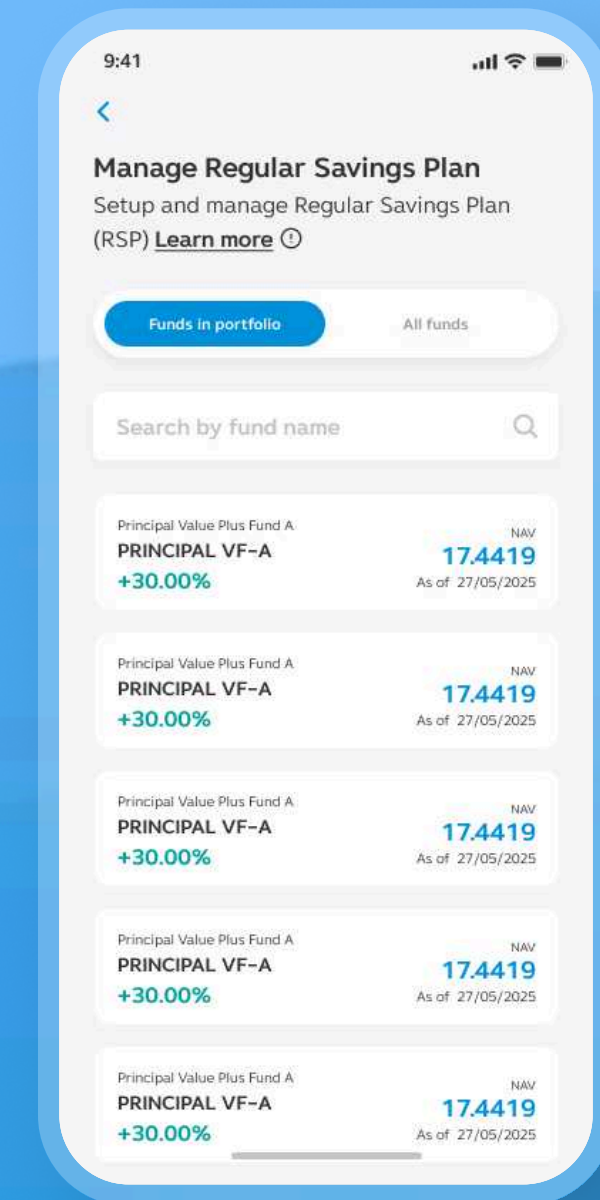 9:41
Manage Regular Savings Plan
Setup and manage Regular Savings Plan
(RSP) Learn more
Funds in portfolio
All funds
Search by fund name
Principal Value Plus Fund A
PRINCIPAL VF-A
+30.00%
NAV
17.4419
As of 27/05/2025
Principal Value Plus Fund A
PRINCIPAL VF-A
+30.00%
NAV
17.4419
As of 27/05/2025
Principal Value Plus Fund A
PRINCIPAL VF-A
+30.00%
NAV
17.4419
As of 27/05/2025
Principal Value Plus Fund A
PRINCIPAL VF-A
+30.00%
NAV
17.4419
As of 27/05/2025
Principal Value Plus Fund A
PRINCIPAL VF-A
+30.00%
NAV
17.4419
As of 27/05/2025